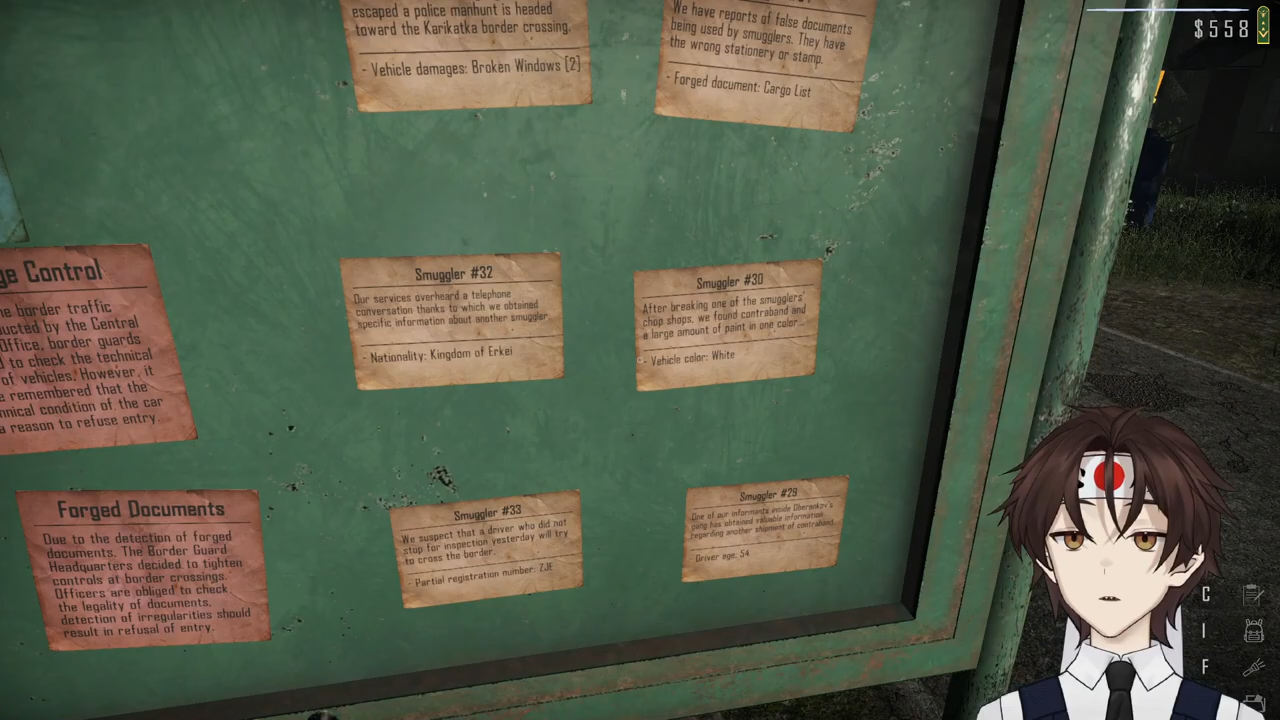 escaped a police manhunt is headed
toward the Karikatka border crossing.
- Vehicle damages: Broken Windows [2]
We have reports of false documents
being used by smugglers. They have
the wrong stationery or stamp.
- Forged document: Cargo List
$558
ge Control
he border traffic
ucted by the Central
Office, border guards
d to check the technical
of vehicles. However, it
e remembered that the
hnical condition of the car
a reason to refuse entry.
Smuggler #32
Our services overheard a telephone
conversation thanks to which we obtained
specific information about another smuggler.
- Nationality: Kingdom of Erkei
Smuggler #30
After breaking one of the smugglers'
chop shops, we found contraband and
a large amount of paint in one color.
- Vehicle color: White
Forged Documents
Due to the detection of forged
documents. The Border Guard
Headquarters decided to tighten
controls at border crossings.
Officers are obliged to check
the legality of documents,
detection of irregularities should
result in refusal of entry.
Smuggler #33
We suspect that a driver who did not
stop for inspection yesterday will try
to cross the border.
- Partial registration number: ZJE
Smuggler #29
One of our informants inside Oberankov's
gang has obtained valuable information
regarding another shipment of contraband.
Driver age: 54
C
I
F